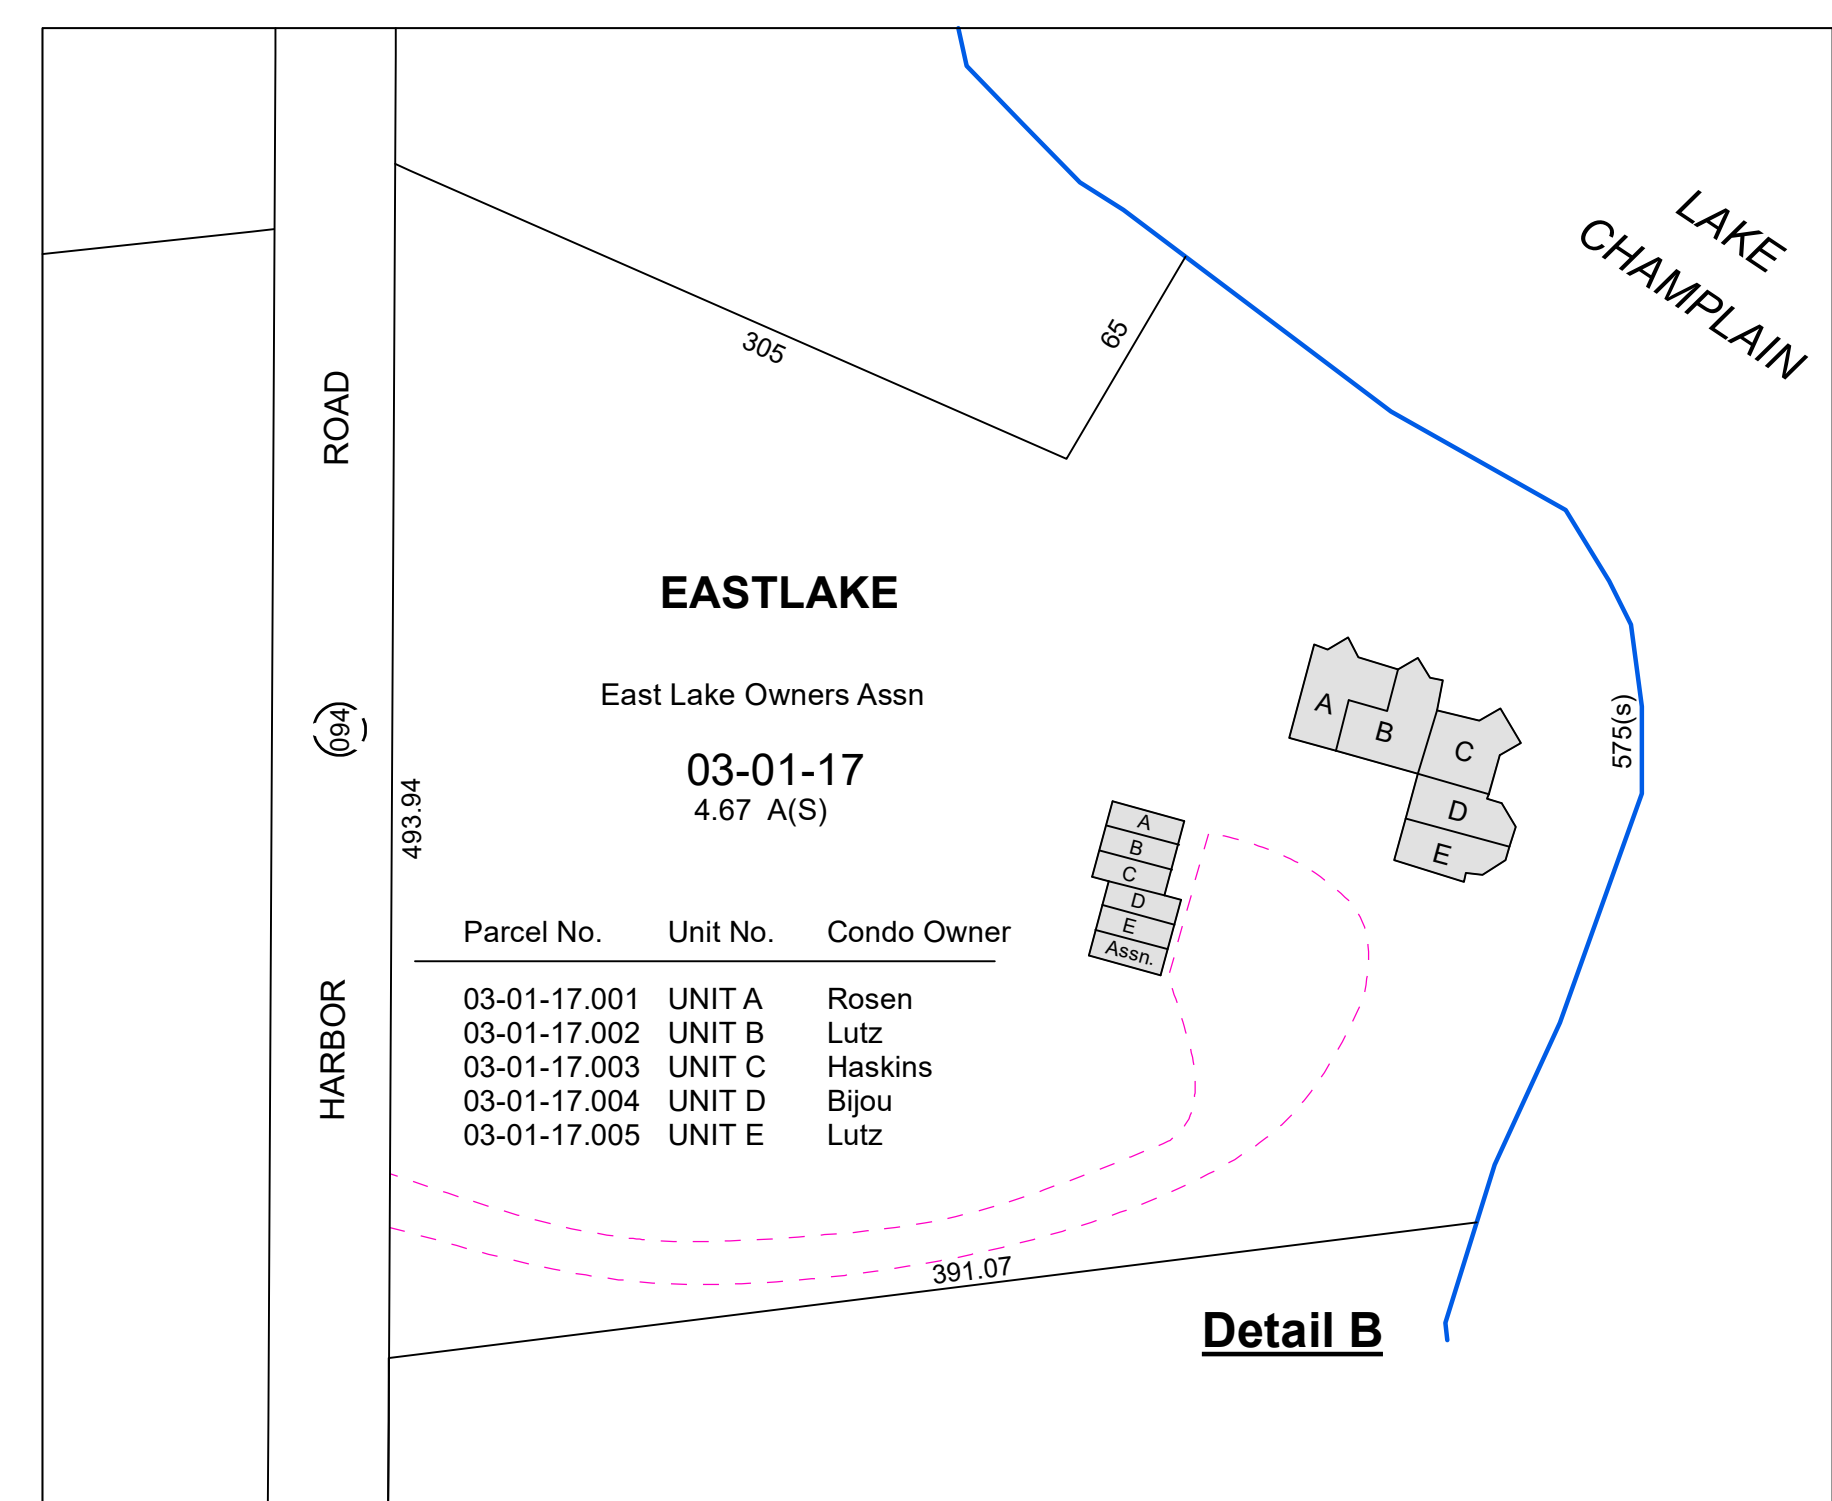 LAKE
CHAMPLAIN
305
65
ROAD
EASTLAKE
East Lake Owners Assn
03-01-17
4.67 A(S)
094
493.94
575(s)
A
B
C
D
E
A
B
C
D
E
Assn.
Parcel No. Unit No. Condo Owner
03-01-17.001 UNIT A Rosen
03-01-17.002 UNIT B Lutz
03-01-17.003 UNIT C Haskins
03-01-17.004 UNIT D Bijou
03-01-17.005 UNIT E Lutz
HARBOR
391.07
Detail B